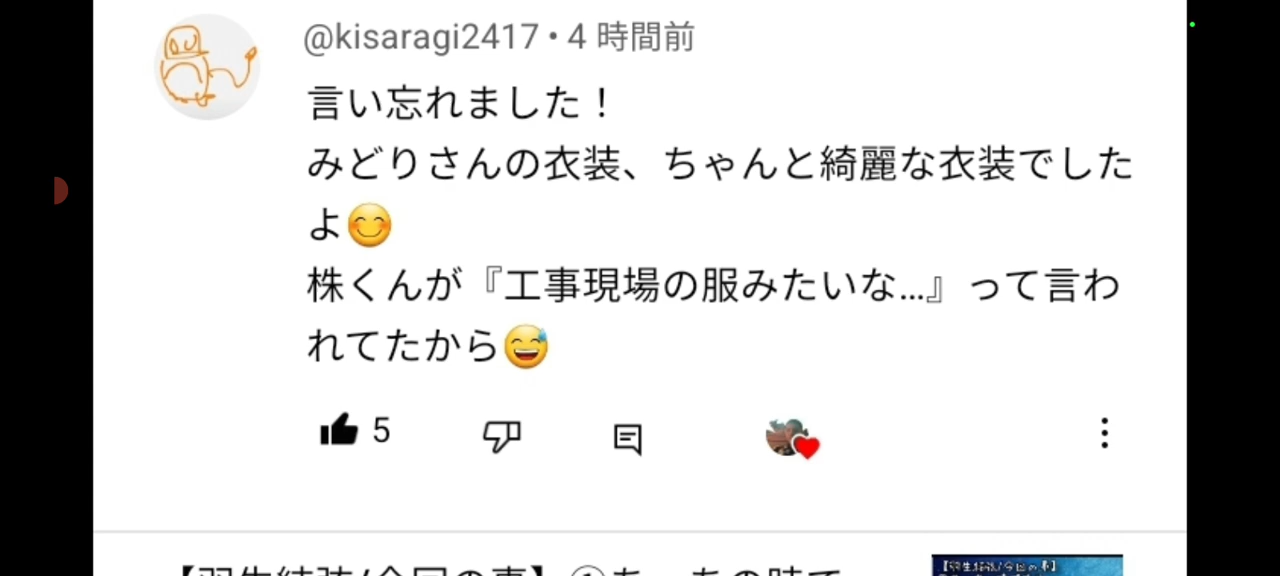 @kisaragi2417 • 4 時間前
言い忘れました！
みどりさんの衣装、ちゃんと綺麗な衣装でした
よ😊
株くんが『工事現場の服みたいな…』って言わ
れてたから😅
5